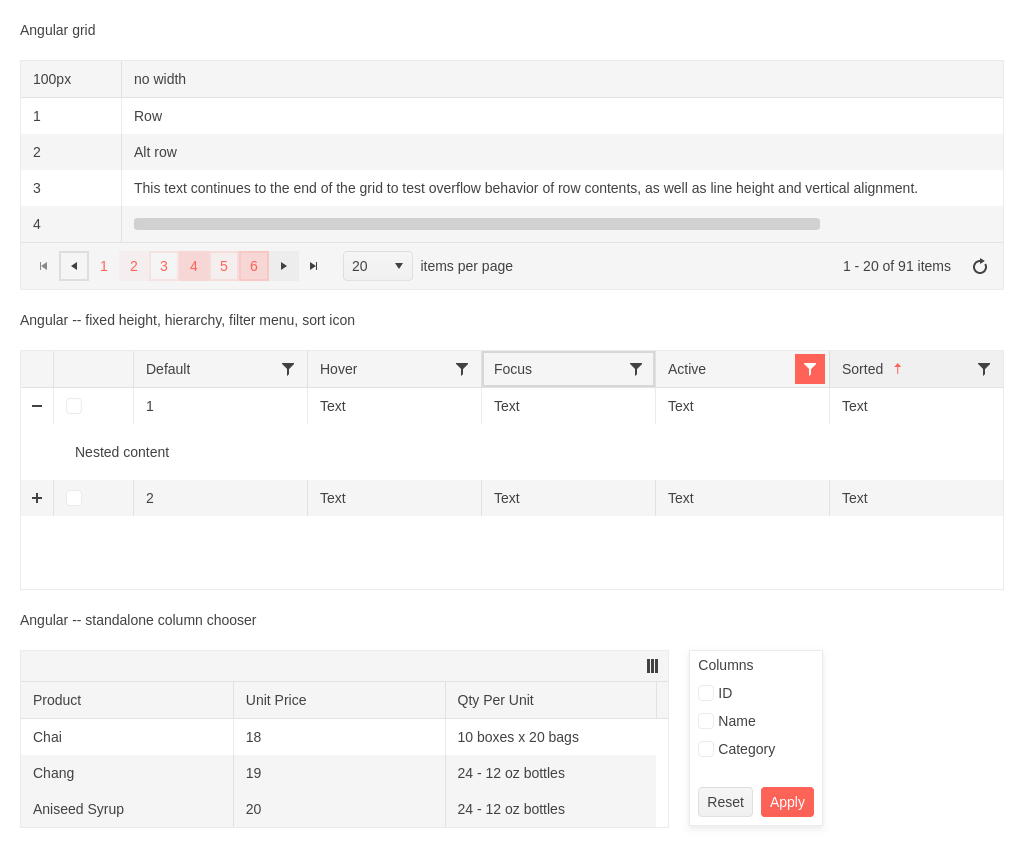 Angular grid
100px no width
1 Row
2 Alt row
3 This text continues to the end of the grid to test overflow behavior of row contents, as well as line height and vertical alignment.
4
1 2 3 4 5 6 20 items per page 1 - 20 of 91 items
Angular -- fixed height, hierarchy, filter menu, sort icon
Default Hover Focus Active Sorted
1 Text Text Text Text
Nested content
2 Text Text Text Text
Angular -- standalone column chooser
Product Unit Price Qty Per Unit
Chai 18 10 boxes x 20 bags
Chang 19 24 - 12 oz bottles
Aniseed Syrup 20 24 - 12 oz bottles
Columns
ID
Name
Category
Reset Apply